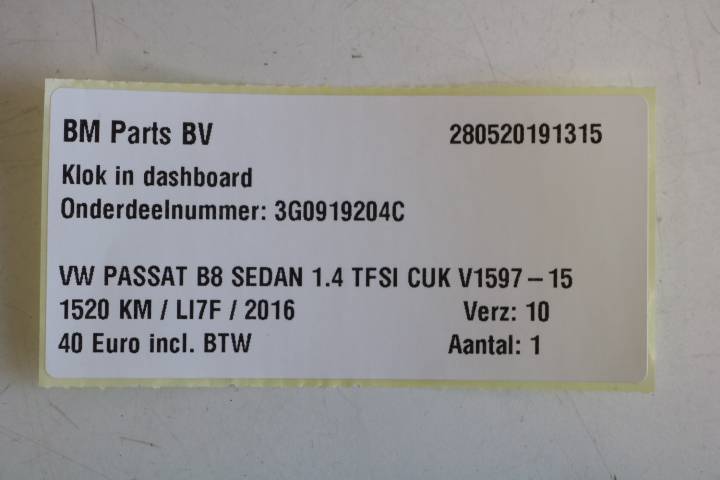 BM Parts BV 280520191315
Klok in dashboard
Onderdeelnummer: 3G0919204C
VW PASSAT B8 SEDAN 1.4 TFSI CUK V1597 – 15
1520 KM / LI7F / 2016 Verz: 10
40 Euro incl. BTW Aantal: 1